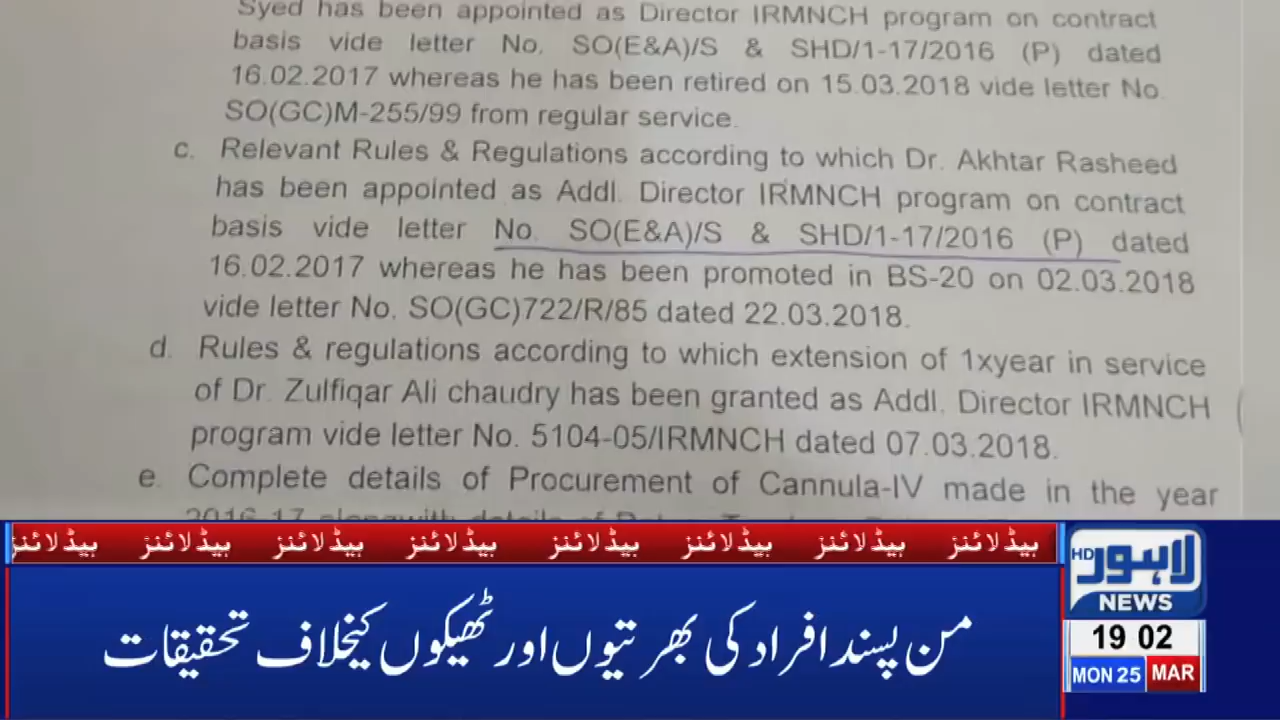 Syed has been appointed as Director IRMNCH program on contract
basis vide letter No. SO(E&A)/S & SHD/1-17/2016 (P) dated
16.02.2017 whereas he has been retired on 15.03.2018 vide letter No.
SO(GC)M-255/99 from regular service.
c. Relevant Rules & Regulations according to which Dr. Akhtar Rasheed
has been appointed as Addl. Director IRMNCH program on contract
basis vide letter No. SO(E&A)/S & SHD/1-17/2016 (P) dated
16.02.2017 whereas he has been promoted in BS-20 on 02.03.2018
vide letter No. SO(GC)722/R/85 dated 22.03.2018.
d. Rules & regulations according to which extension of 1xyear in service
of Dr. Zulfiqar Ali chaudry has been granted as Addl. Director IRMNCH
program vide letter No. 5104-05/IRMNCH dated 07.03.2018.
e. Complete details of Procurement of Cannula-IV made in the year
2016-17 alongwith details of
ہیڈلائنز ہیڈلائنز ہیڈلائنز ہیڈلائنز ہیڈلائنز ہیڈلائنز ہیڈلائنز ہیڈلائنز
من پسند افراد کی بھرتیوں اور ٹھیکوں کیخلاف تحقیقات
لاہور HD
NEWS
19 02
MON 25 MAR